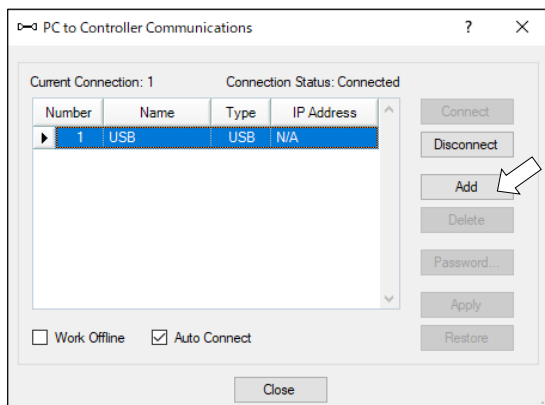 PC to Controller Communications ? ×
Current Connection: 1 Connection Status: Connected
Number Name Type IP Address
1 USB USB N/A
Connect
Disconnect
Add
Delete
Password...
Apply
Restore
Work Offline Auto Connect
Close